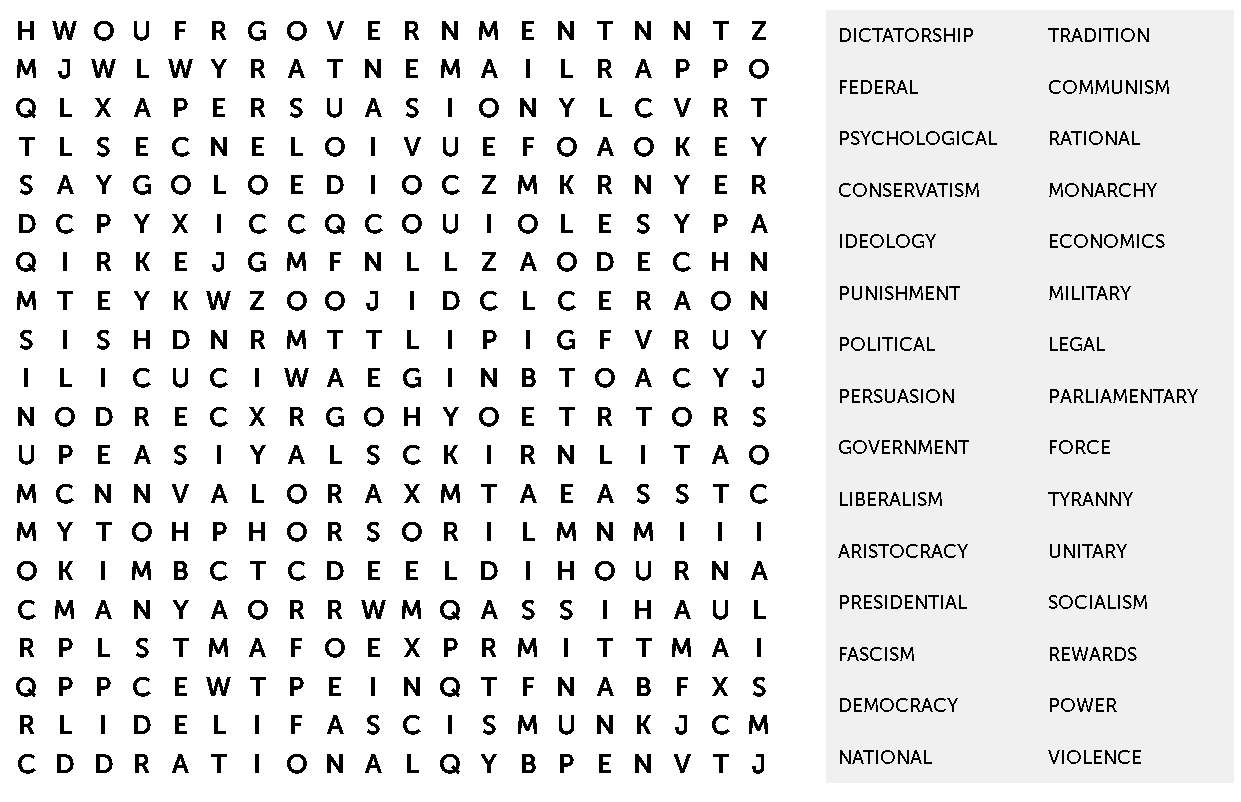 H W O U F R G O V E R N M E N T N N T Z
M J W L W Y R A T N E M A I L R A P P O
Q L X A P E R S U A S I O N Y L C V R T
T L S E C N E L O I V U E F O A O K E Y
S A Y G O L O E D I O C Z M K R N Y E R
D C P Y X I C C Q C O U I O L E S Y P A
Q I R K E J G M F N L L Z A O D E C H N
M T E Y K W Z O O J I D C L C E R A O N
S I S H D N R M T T L I P I G F V R U Y
I L I C U C I W A E G I N B T O A C Y J
N O D R E C X R G O H Y O E T R T O R S
U P E A S I Y A L S C K I R N L I T A O
M C N N V A L O R A X M T A E A S S T C
M Y T O H P H O R S O R I L M N M I I I
O K I M B C T C D E E L D I H O U R N A
C M A N Y A O R R W M Q A S S I H A U L
R P L S T M A F O E X P R M I T T M A I
Q P P C E W T P E I N Q T F N A B F X S
R L I D E L I F A S C I S M U N K J C M
C D D R A T I O N A L Q Y B P E N V T J
DICTATORSHIP TRADITION
FEDERAL COMMUNISM
PSYCHOLOGICAL RATIONAL
CONSERVATISM MONARCHY
IDEOLOGY ECONOMICS
PUNISHMENT MILITARY
POLITICAL LEGAL
PERSUASION PARLIAMENTARY
GOVERNMENT FORCE
LIBERALISM TYRANNY
ARISTOCRACY UNITARY
PRESIDENTIAL SOCIALISM
FASCISM REWARDS
DEMOCRACY POWER
NATIONAL VIOLENCE